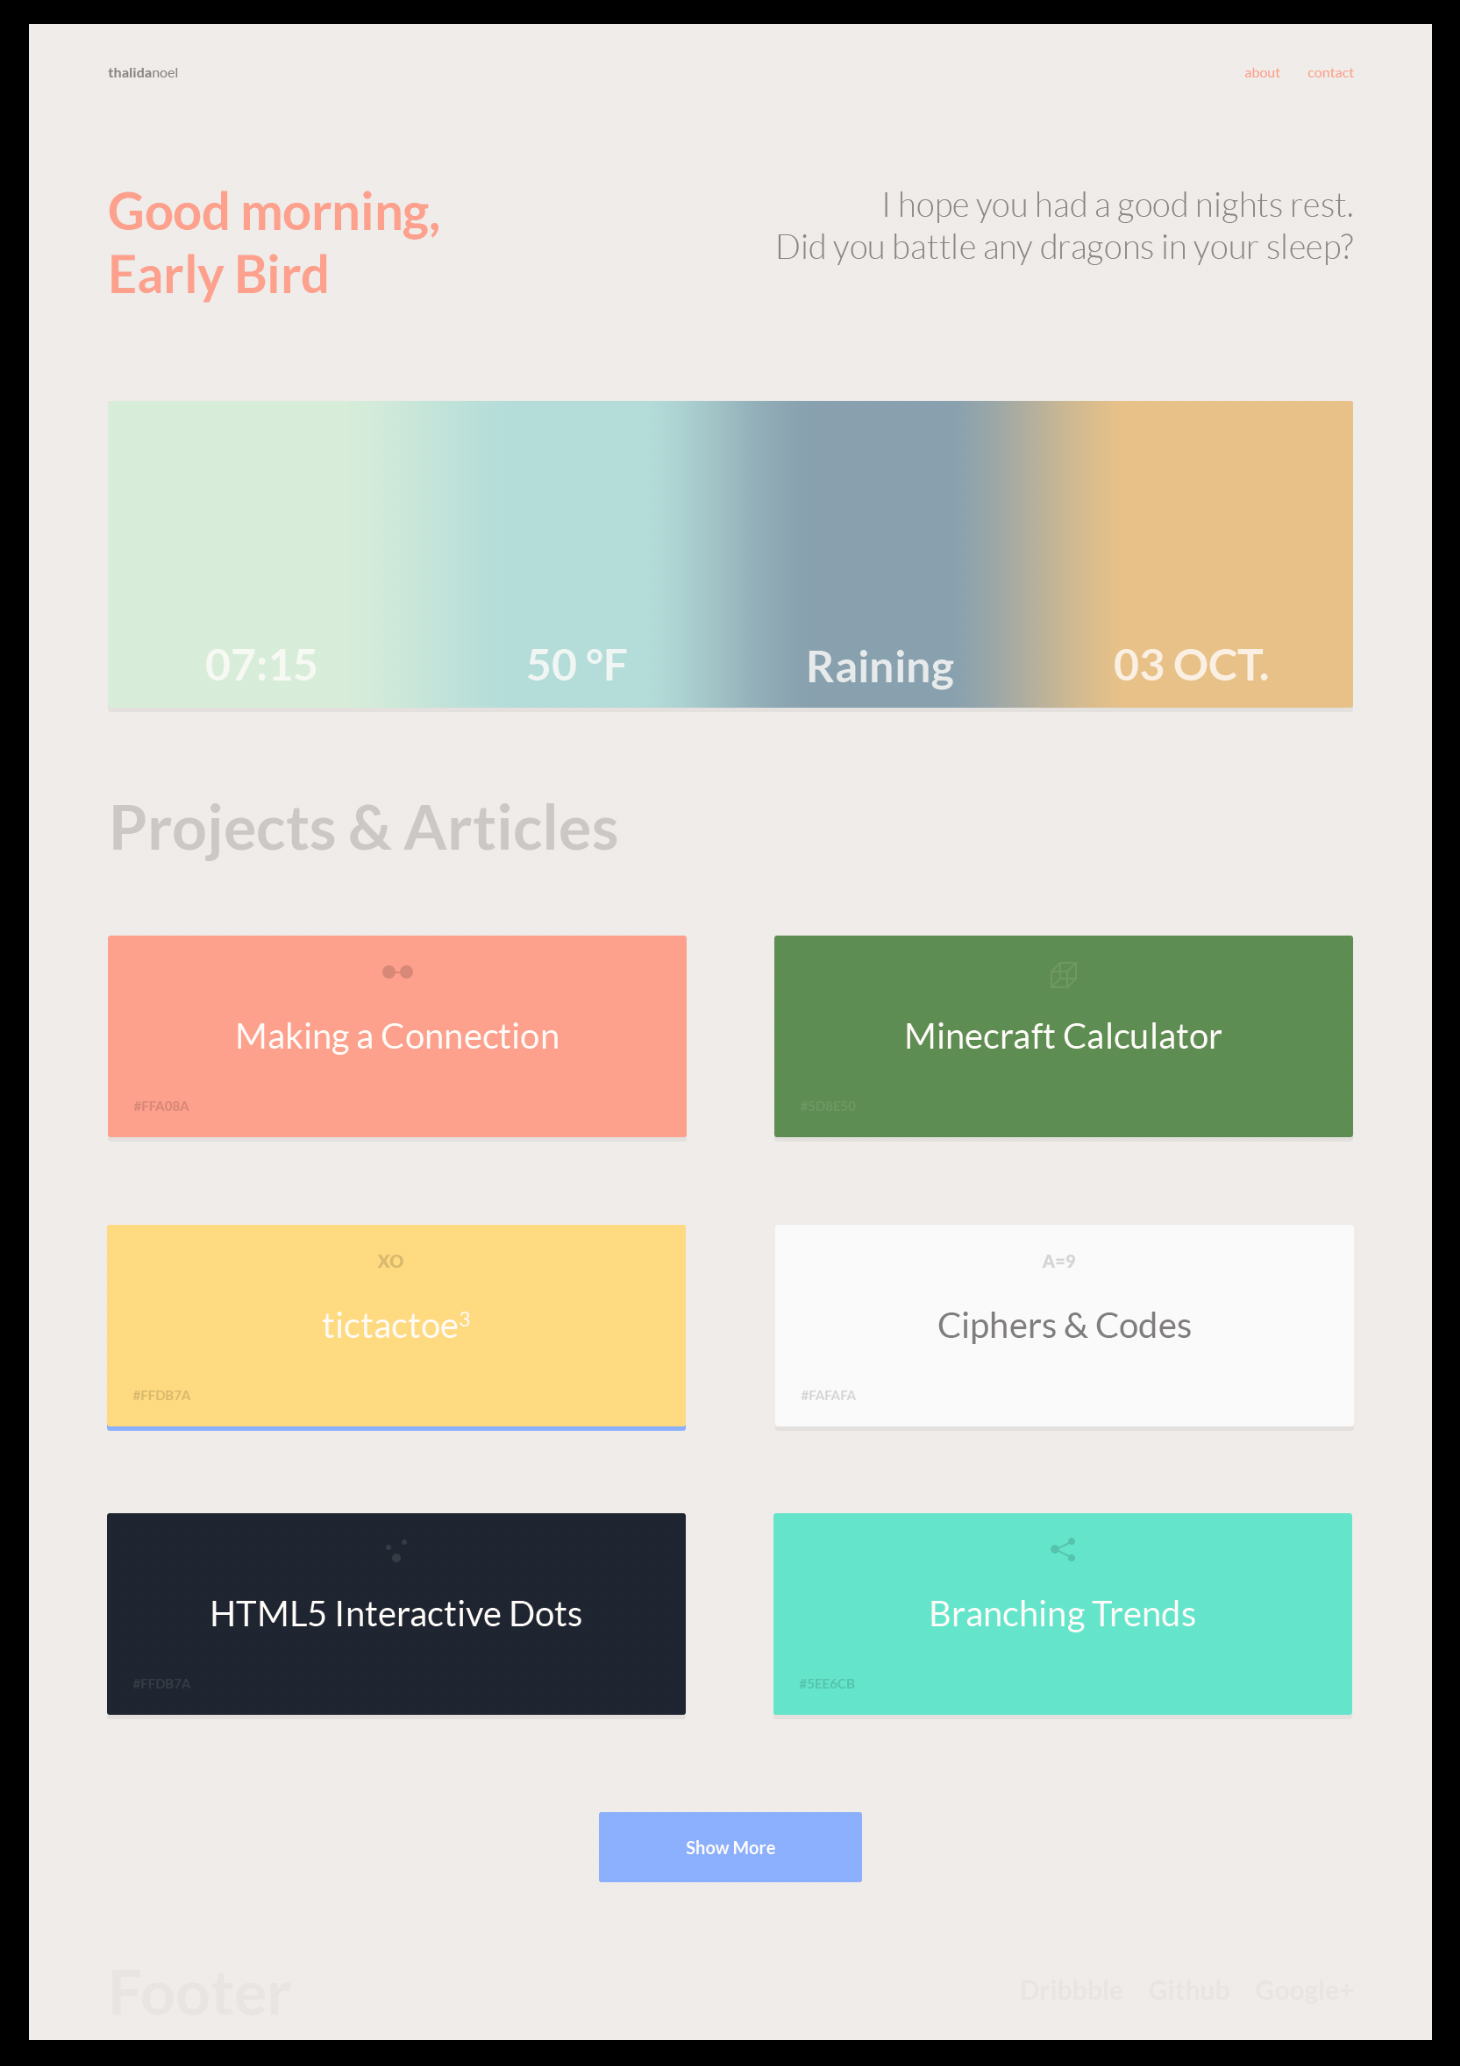 thalidanoel
about contact
Good morning,
Early Bird
I hope you had a good nights rest.
Did you battle any dragons in your sleep?
07:15 50 °F Raining 03 OCT.
Projects & Articles
Making a Connection
#FFA08A
Minecraft Calculator
#5D8E50
XO
tictactoe³
#FFDB7A
A=9
Ciphers & Codes
#FAFAFA
HTML5 Interactive Dots
#FFDB7A
Branching Trends
#5EE6CB
Show More
Footer
Dribbble Github Google+